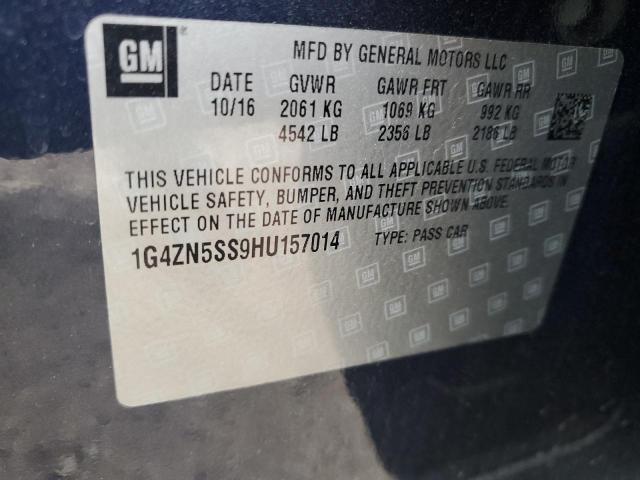 GM
MFD BY GENERAL MOTORS LLC
DATE GVWR GAWR FRT GAWR RR
10/16 2061 KG 1069 KG 992 KG
4542 LB 2356 LB 2186 LB
THIS VEHICLE CONFORMS TO ALL APPLICABLE U.S. FEDERAL MOTOR
VEHICLE SAFETY, BUMPER, AND THEFT PREVENTION STANDARDS IN
EFFECT ON THE DATE OF MANUFACTURE SHOWN ABOVE.
1G4ZN5SS9HU157014 TYPE: PASS CAR